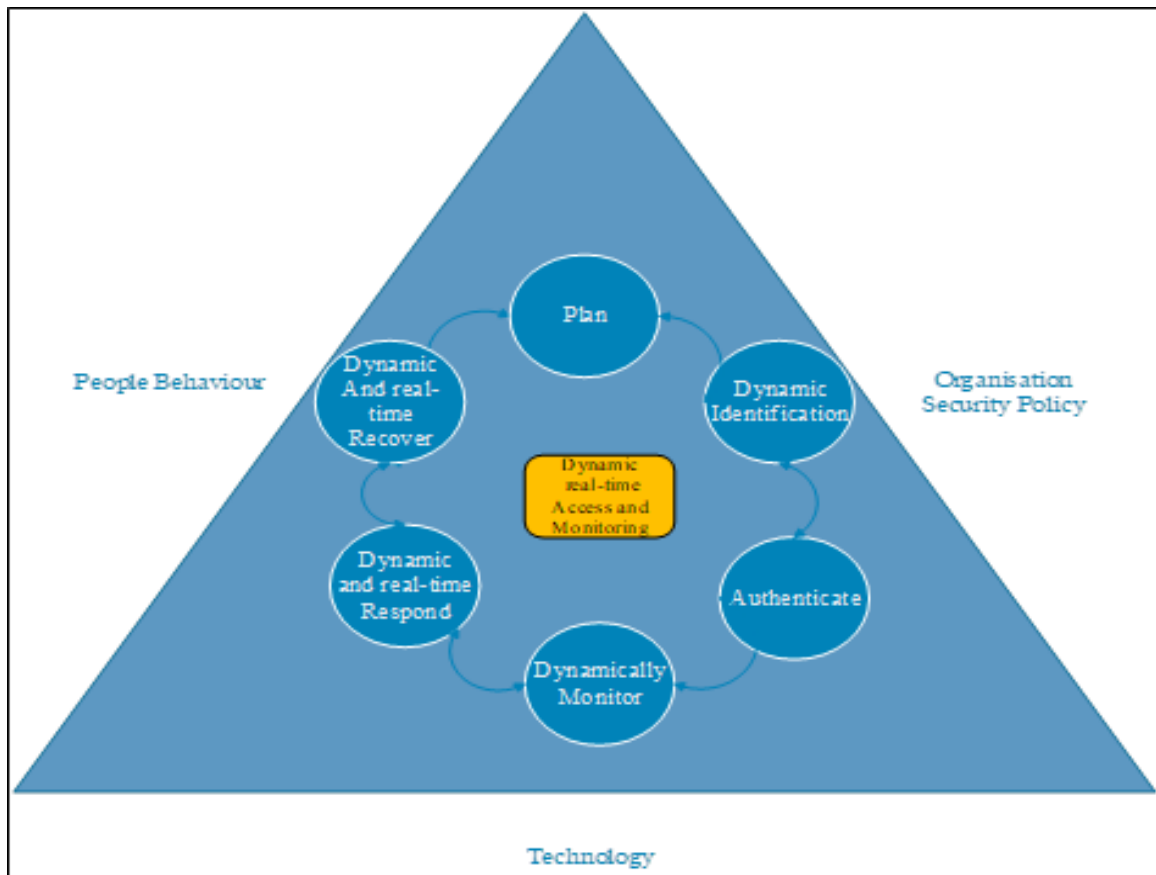 Plan
Dynamic
And real-
time
Recover
Dynamic
Identification
People Behaviour
Organisation
Security Policy
Dynamic
real-time
Access and
Monitoring
Dynamic
and real-time
Respond
Authenticate
Dynamically
Monitor
Technology